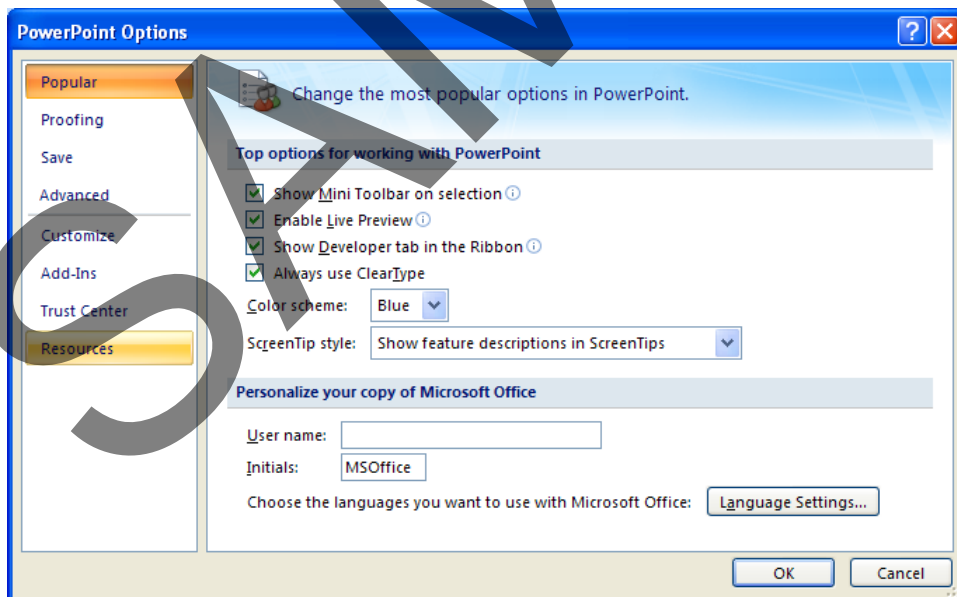 PowerPoint Options
Popular
Proofing
Save
Advanced
Customize
Add-Ins
Trust Center
Resources
Change the most popular options in PowerPoint.
Top options for working with PowerPoint
Show Mini Toolbar on selection
Enable Live Preview
Show Developer tab in the Ribbon
Always use ClearType
Color scheme: Blue
ScreenTip style: Show feature descriptions in ScreenTips
Personalize your copy of Microsoft Office
User name:
Initials: MSOffice
Choose the languages you want to use with Microsoft Office: Language Settings...
OK Cancel